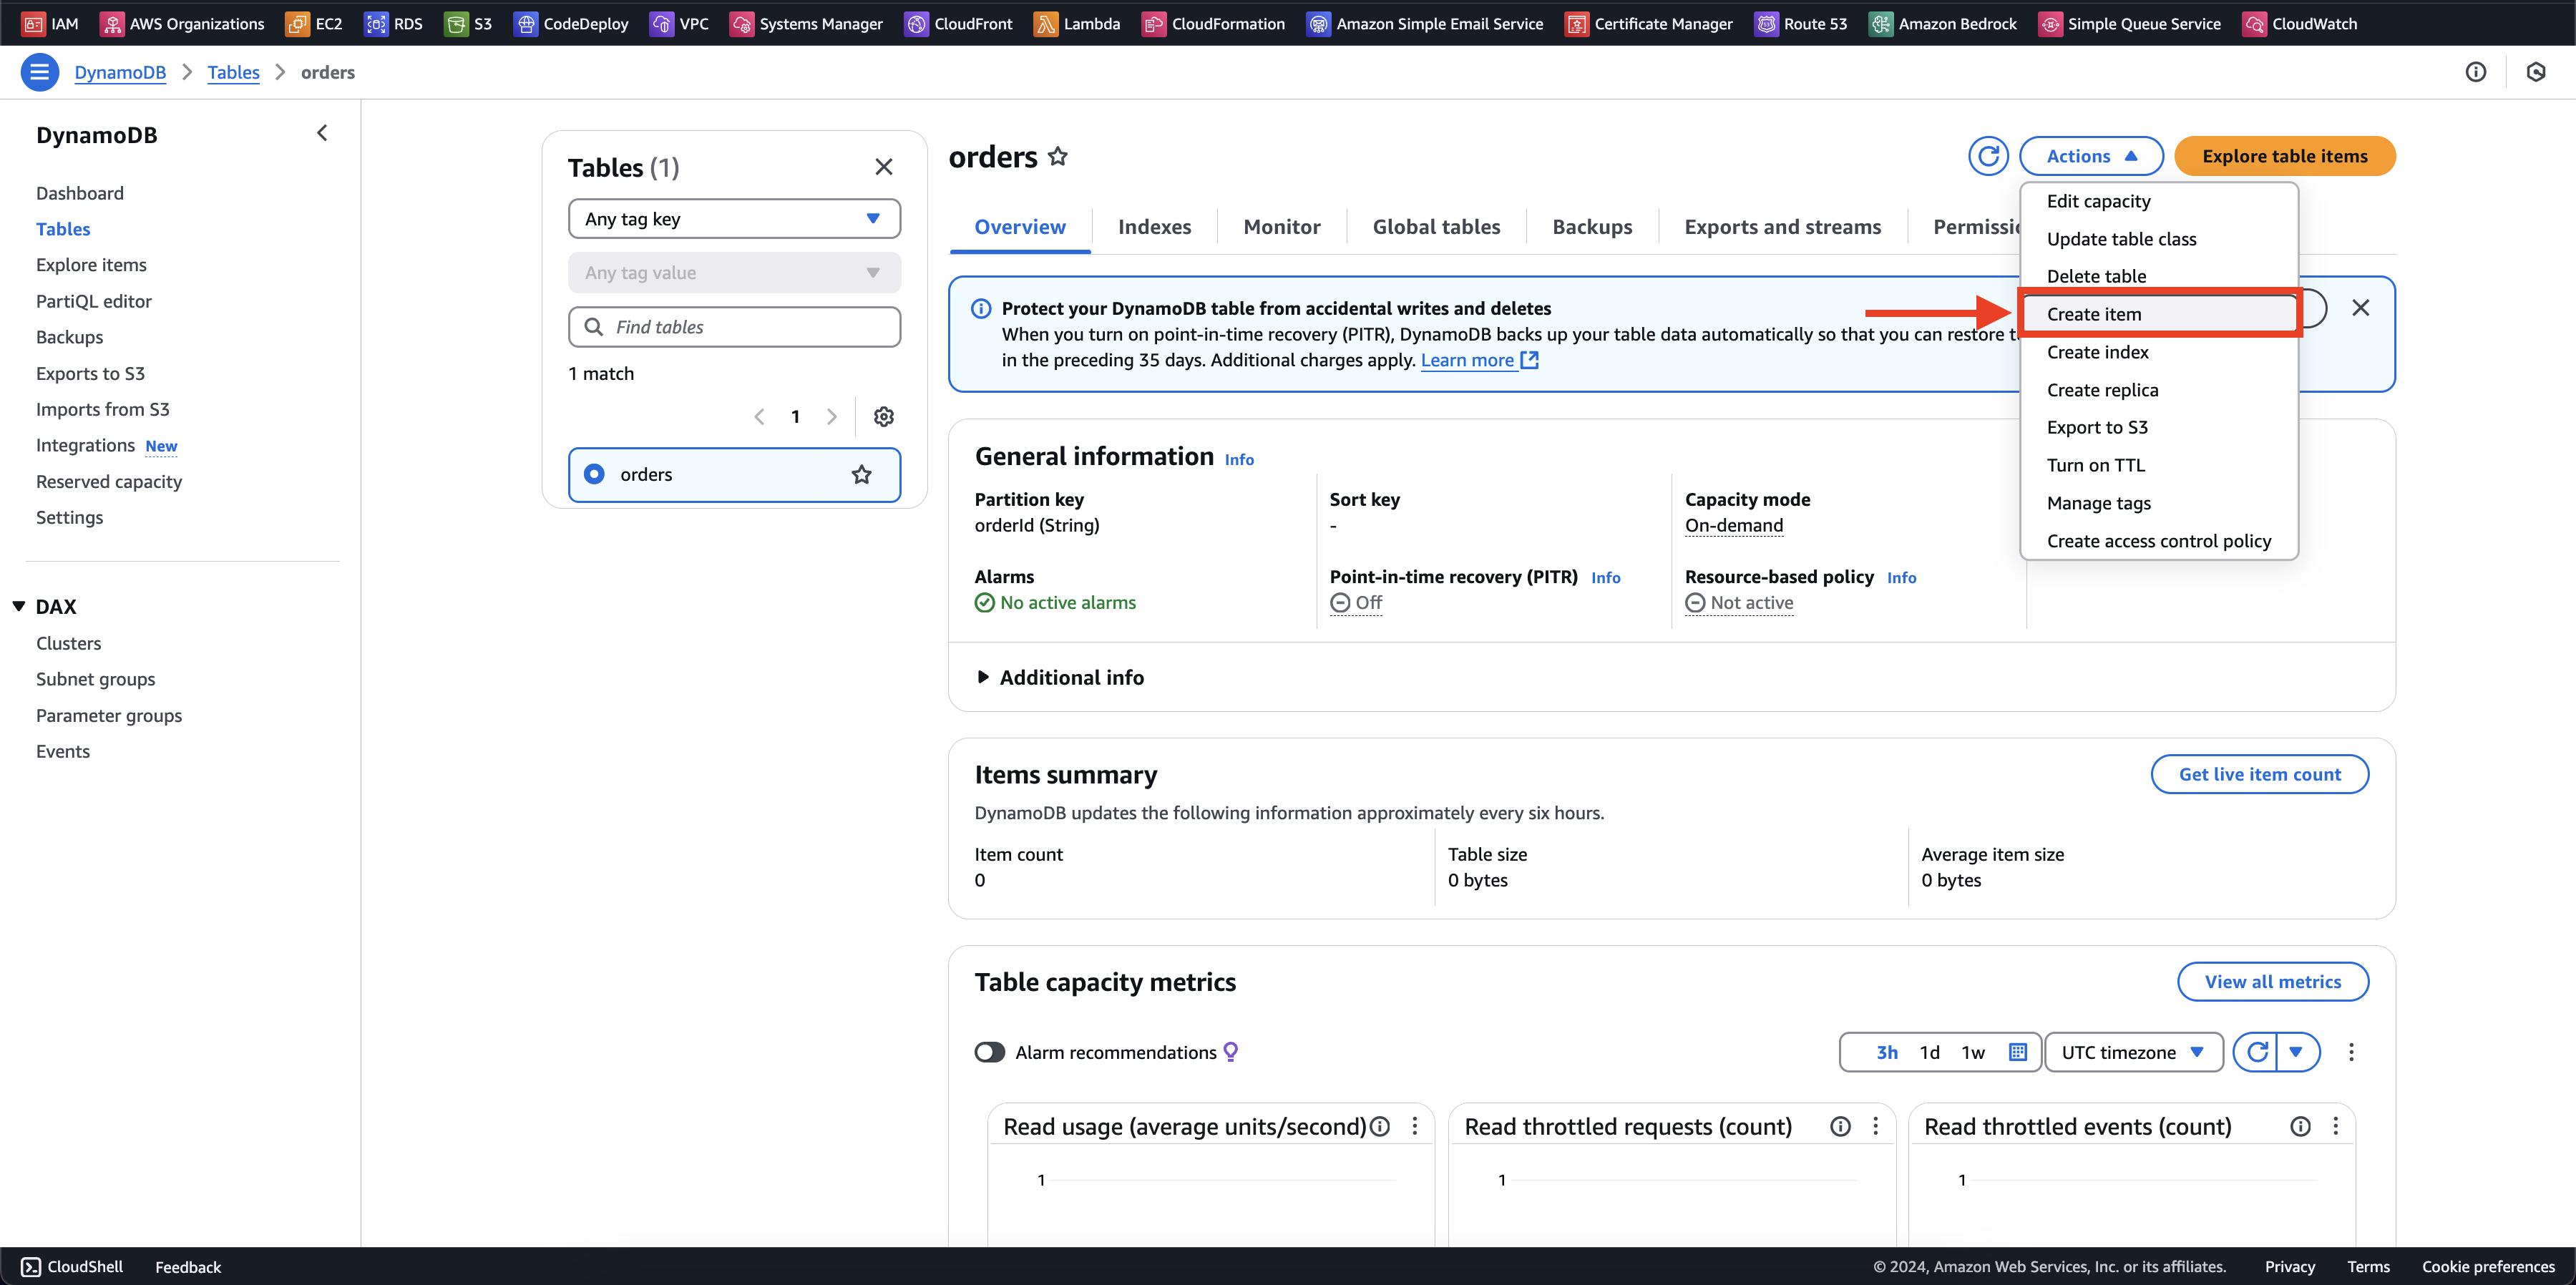 IAM AWS Organizations EC2 RDS S3 CodeDeploy VPC Systems Manager CloudFront Lambda CloudFormation Amazon Simple Email Service Certificate Manager Route 53 Amazon Bedrock Simple Queue Service CloudWatch
DynamoDB Tables orders
DynamoDB
Dashboard
Tables
Explore items
PartiQL editor
Backups
Exports to S3
Imports from S3
Integrations New
Reserved capacity
Settings
DAX
Clusters
Subnet groups
Parameter groups
Events
Tables (1)
Any tag key
Any tag value
Find tables
1 match
1
orders
orders
Actions
Explore table items
Edit capacity
Update table class
Delete table
Create item
Create index
Create replica
Export to S3
Turn on TTL
Manage tags
Create access control policy
Overview Indexes Monitor Global tables Backups Exports and streams
Protect your DynamoDB table from accidental writes and deletes
When you turn on point-in-time recovery (PITR), DynamoDB backs up your table data automatically so that you can restore
in the preceding 35 days. Additional charges apply. Learn more
General information Info
Partition key
orderId (String)
Sort key
-
Capacity mode
On-demand
Alarms
No active alarms
Point-in-time recovery (PITR) Info
Off
Resource-based policy Info
Not active
Additional info
Items summary
Get live item count
DynamoDB updates the following information approximately every six hours.
Item count
0
Table size
0 bytes
Average item size
0 bytes
Table capacity metrics
View all metrics
Alarm recommendations
3h 1d 1w
UTC timezone
Read usage (average units/second)
1
Read throttled requests (count)
1
Read throttled events (count)
1
CloudShell Feedback
© 2024, Amazon Web Services, Inc. or its affiliates. Privacy Terms Cookie preferences